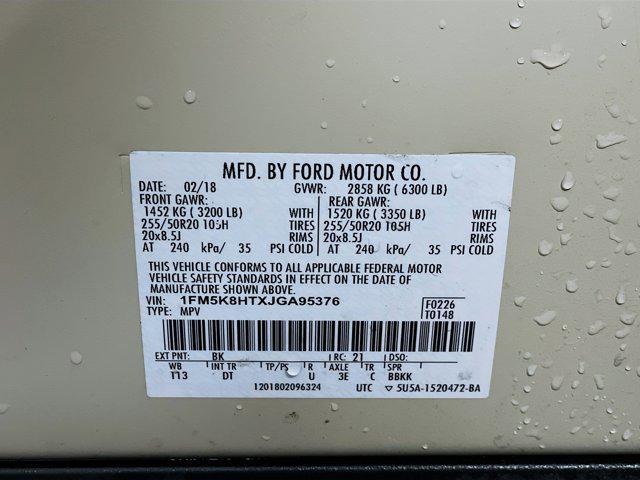 MFD. BY FORD MOTOR CO.
DATE: 02/18 GVWR: 2858 KG ( 6300 LB)
FRONT GAWR: REAR GAWR:
1452 KG ( 3200 LB) WITH 1520 KG ( 3350 LB) WITH
255/50R20 105H TIRES 255/50R20 105H TIRES
20x8.5J RIMS 20x8.5J RIMS
AT 240 kPa/ 35 PSI COLD AT 240 kPa/ 35 PSI COLD
THIS VEHICLE CONFORMS TO ALL APPLICABLE FEDERAL MOTOR
VEHICLE SAFETY STANDARDS IN EFFECT ON THE DATE OF
MANUFACTURE SHOWN ABOVE.
VIN: 1FM5K8HTXJGA95376 F0226
TYPE: MPV T0148
EXT PNT: BK RC: 21 DSO:
WB INT TR TP/PS R AXLE TR SPR
113 DT U 3E C BBKK
1201802096324 UTC ▽ 5U5A-1520472-BA